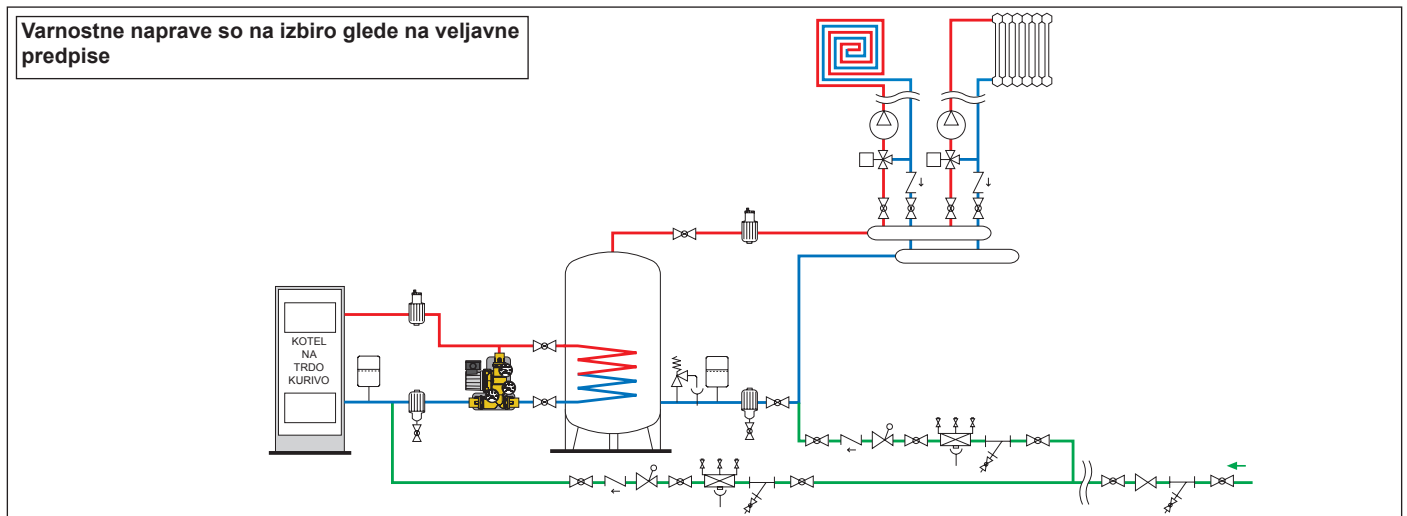 Varnostne naprave so na izbiro glede na veljavne
predpise
KOTEL
NA
TRDO
KURIVO